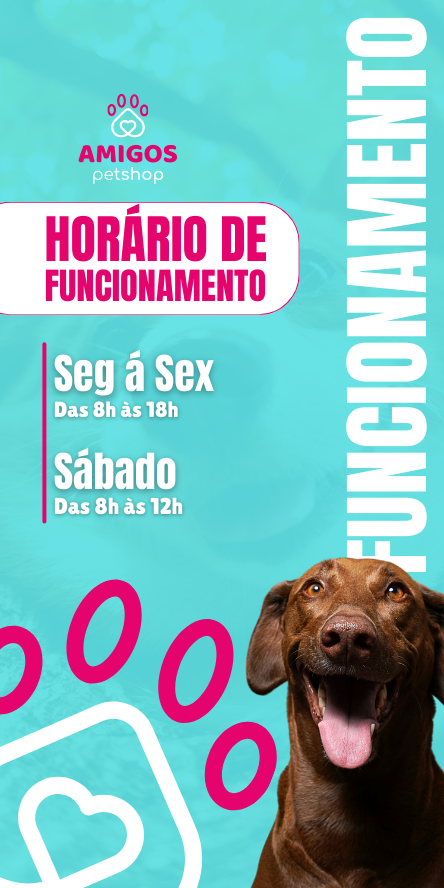 AMIGOS
petshop
HORÁRIO DE
FUNCIONAMENTO
Seg á Sex
Das 8h às 18h
Sábado
Das 8h às 12h
FUNCIONAMENTO